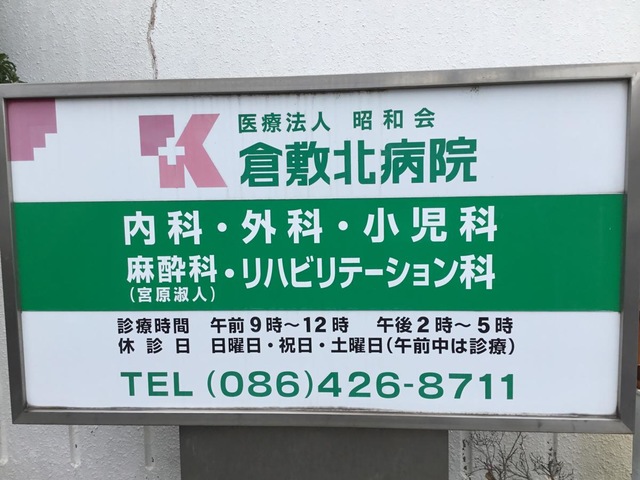 医療法人 昭和会
K 倉敷北病院
内科・外科・小児科
麻酔科・リハビリテーション科
(宮原淑人)
診療時間 午前9時〜12時 午後2時〜5時
休診日 日曜日・祝日・土曜日(午前中は診療)
TEL (086)426-8711